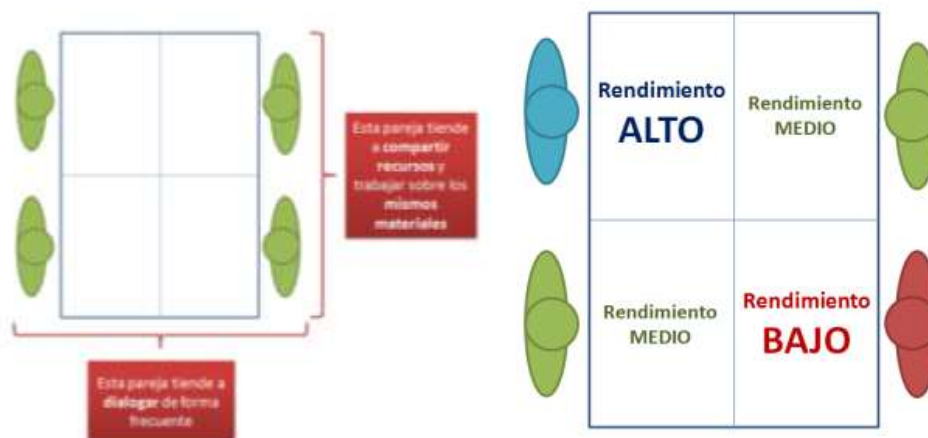 Esta pareja tiende
a compartir
recursos y
trabajar sobre los
mismos
materiales
Esta pareja tiende a
dialogar de forma
frecuente
Rendimiento
ALTO
Rendimiento
MEDIO
Rendimiento
MEDIO
Rendimiento
BAJO